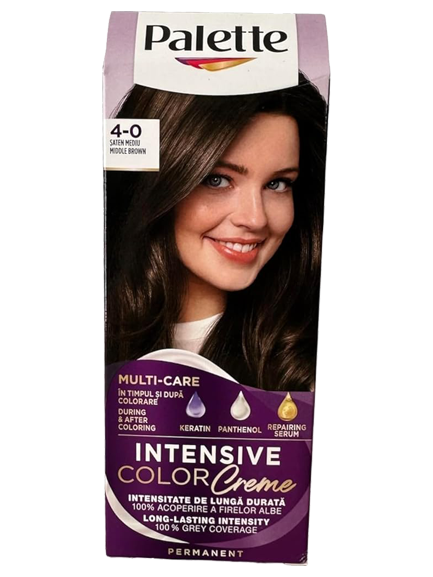 Palette
4-0
ȘATEN MEDIU
MIDDLE BROWN
MULTI-CARE
ÎN TIMPUL ȘI DUPĂ
COLORARE
DURING
& AFTER
COLORING
KERATIN
PANTHENOL
REPAIRING
SERUM
INTENSIVE
COLOR Creme
INTENSITATE DE LUNGĂ DURATĂ
100% ACOPERIRE A FIRELOR ALBE
LONG-LASTING INTENSITY
100% GREY COVERAGE
PERMANENT